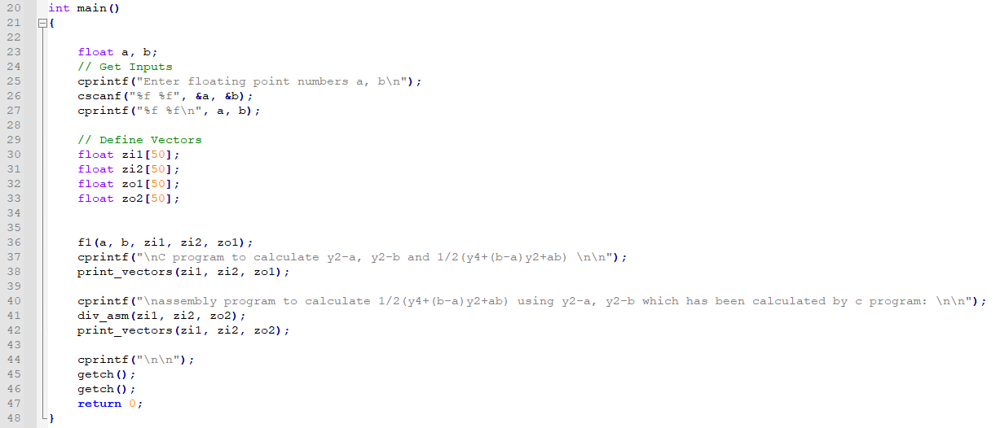 20 int main()
21 {
22
23 float a, b;
24 // Get Inputs
25 cprintf("Enter floating point numbers a, b\n");
26 cscanf("%f %f", &a, &b);
27 cprintf("%f %f\n", a, b);
28
29 // Define Vectors
30 float zi1[50];
31 float zi2[50];
32 float zo1[50];
33 float zo2[50];
34
35
36 f1(a, b, zi1, zi2, zo1);
37 cprintf("\nC program to calculate y2-a, y2-b and 1/2(y4+(b-a)y2+ab) \n\n");
38 print_vectors(zi1, zi2, zo1);
39
40 cprintf("\nassembly program to calculate 1/2(y4+(b-a)y2+ab) using y2-a, y2-b which has been calculated by c program: \n\n");
41 div_asm(zi1, zi2, zo2);
42 print_vectors(zi1, zi2, zo2);
43
44 cprintf("\n\n");
45 getch();
46 getch();
47 return 0;
48 }